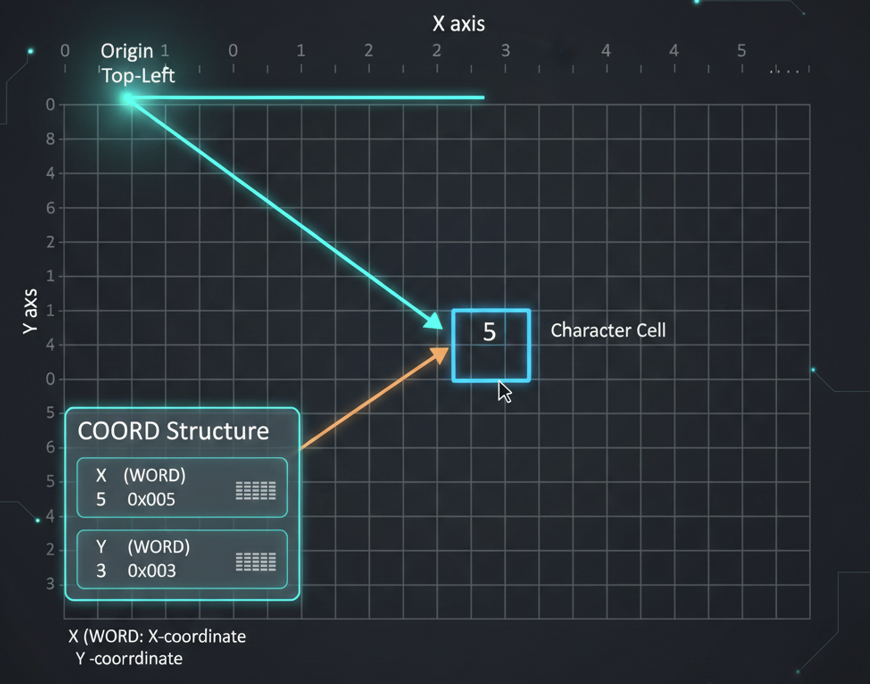 X axis
0 1 0 1 2 2 3 4 4 5 ....
Origin
Top-Left
0
8
4
6
2
1
1
4
0
5
6
5
4
2
3
Y axs
5
Character Cell
COORD Structure
X (WORD)
5 0x005
Y (WORD)
3 0x003
X (WORD: X-coordinate
Y -coorrdinate